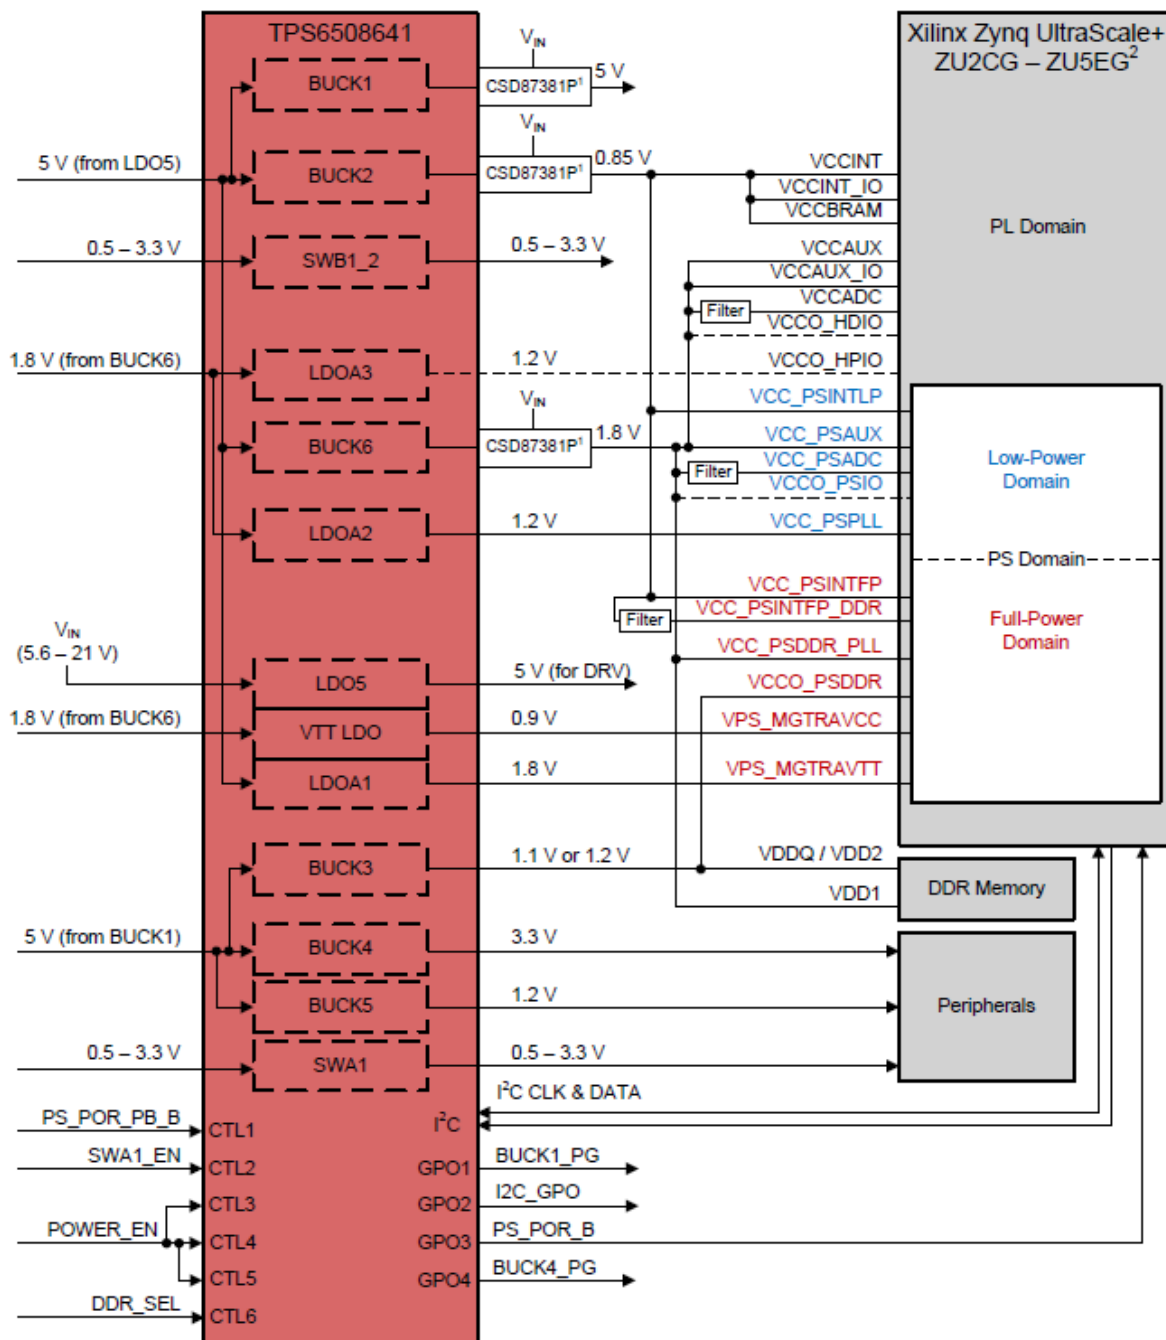 TPS6508641
Xilinx Zynq UltraScale+
ZU2CG – ZU5EG²
V_IN
BUCK1
CSD87381P¹
5 V
V_IN
5 V (from LDO5)
BUCK2
CSD87381P¹
0.85 V
VCCINT
VCCINT_IO
VCCBRAM
PL Domain
0.5 – 3.3 V
SWB1_2
0.5 – 3.3 V
VCCAUX
VCCAUX_IO
VCCADC
Filter
VCCO_HDIO
1.8 V (from BUCK6)
LDOA3
1.2 V
VCCO_HPIO
V_IN
VCC_PSINTLP
BUCK6
CSD87381P¹
1.8 V
VCC_PSAUX
VCC_PSADC
Filter
VCCO_PSIO
Low-Power
Domain
LDOA2
1.2 V
VCC_PSPLL
PS Domain
VCC_PSINTFP
VCC_PSINTFP_DDR
Filter
Full-Power
Domain
V_IN
(5.6 – 21 V)
VCC_PSDDR_PLL
LDO5
5 V (for DRV)
VCCO_PSDDR
1.8 V (from BUCK6)
VTT LDO
0.9 V
VPS_MGTRAVCC
LDOA1
1.8 V
VPS_MGTRAVTT
BUCK3
1.1 V or 1.2 V
VDDQ / VDD2
VDD1
DDR Memory
5 V (from BUCK1)
BUCK4
3.3 V
BUCK5
1.2 V
Peripherals
0.5 – 3.3 V
SWA1
0.5 – 3.3 V
I²C CLK & DATA
PS_POR_PB_B
CTL1
I²C
SWA1_EN
CTL2
GPO1
BUCK1_PG
CTL3
GPO2
I2C_GPO
POWER_EN
CTL4
GPO3
PS_POR_B
CTL5
GPO4
BUCK4_PG
DDR_SEL
CTL6